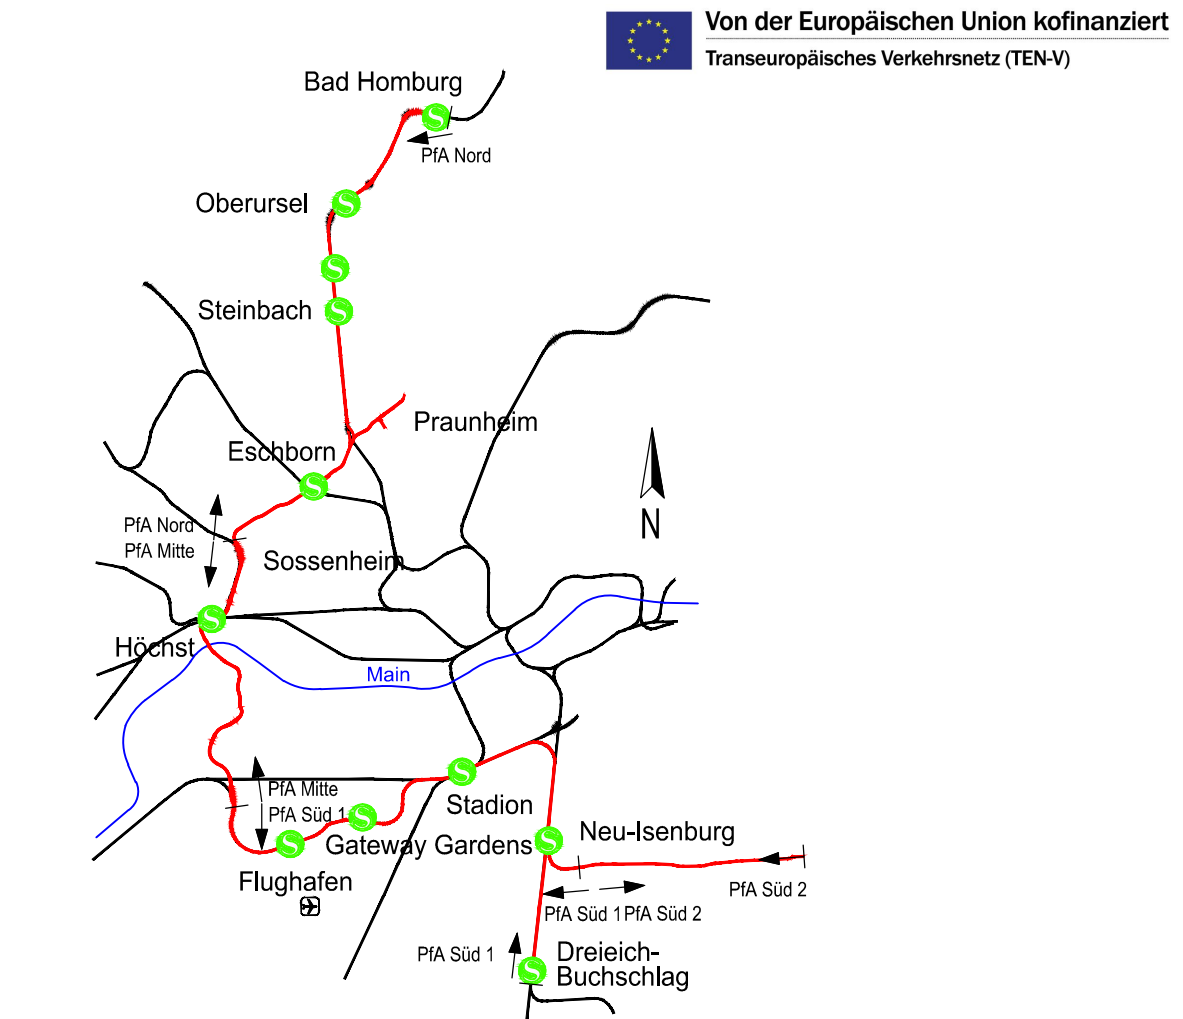 Von der Europäischen Union kofinanziert
Transeuropäisches Verkehrsnetz (TEN-V)
Bad Homburg
PfA Nord
Oberursel
Steinbach
Praunheim
Eschborn
PfA Nord
PfA Mitte
N
Sossenheim
Höchst
Main
PfA Mitte
PfA Süd 1
Stadion
Neu-Isenburg
Gateway Gardens
Flughafen
PfA Süd 2
PfA Süd 1 PfA Süd 2
PfA Süd 1
Dreieich-
Buchschlag